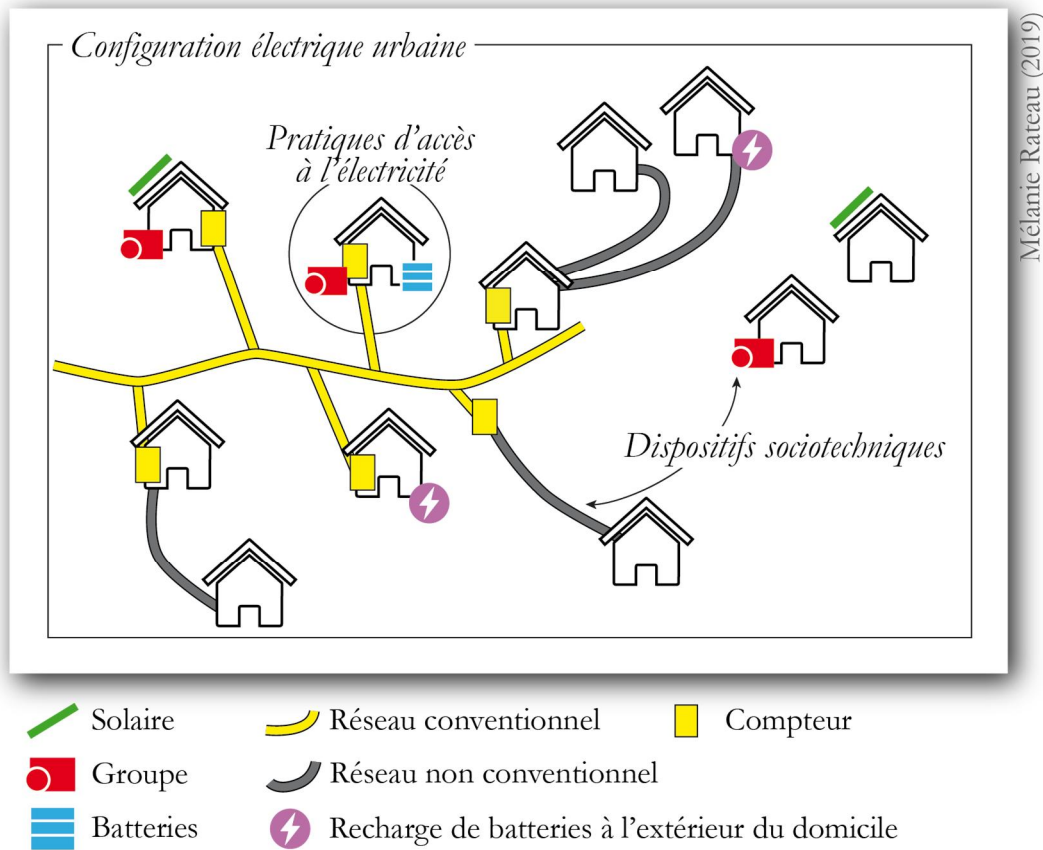 Configuration électrique urbaine
Pratiques d'accès
à l'électricité
Dispositifs sociotechniques
Mélanie Rateau (2019)
Solaire
Réseau conventionnel
Compteur
Groupe
Réseau non conventionnel
Batteries
Recharge de batteries à l'extérieur du domicile